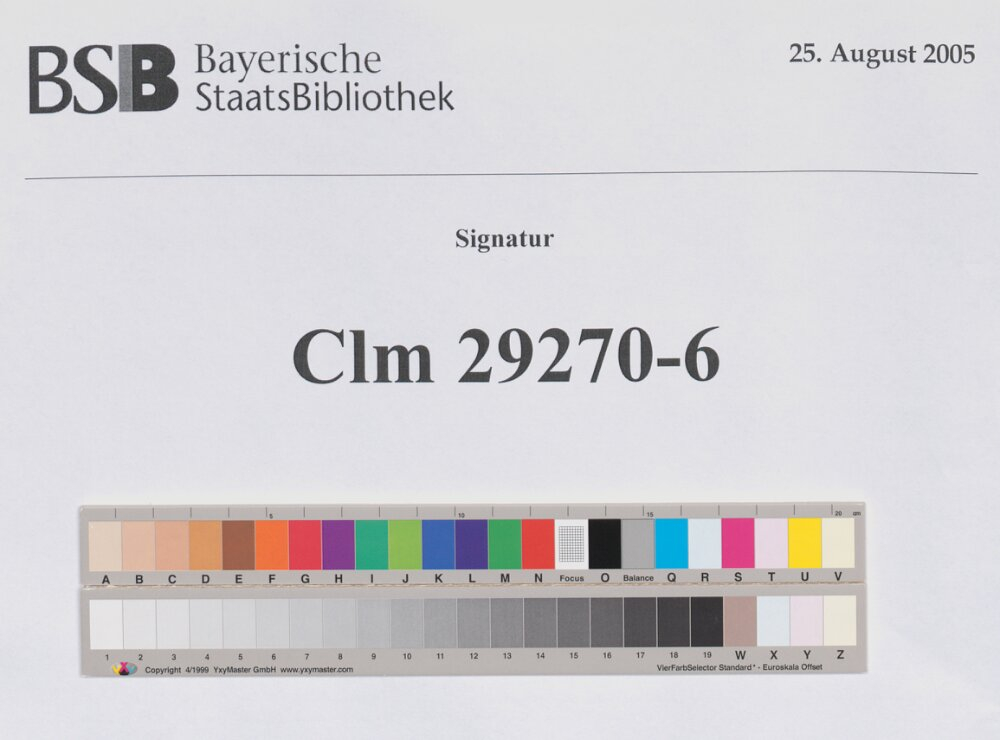 BSB Bayerische
StaatsBibliothek
25. August 2005
Signatur
Clm 29270-6
5 10 15 20 cm
A B C D E F G H I J K L M N Focus O Balance Q R S T U V
1 2 3 4 5 6 7 8 9 10 11 12 13 14 15 16 17 18 19 W X Y Z
yxy Copyright 4/1999 YxyMaster GmbH www.yxymaster.com
VierFarbSelector Standard* - Euroskala Offset